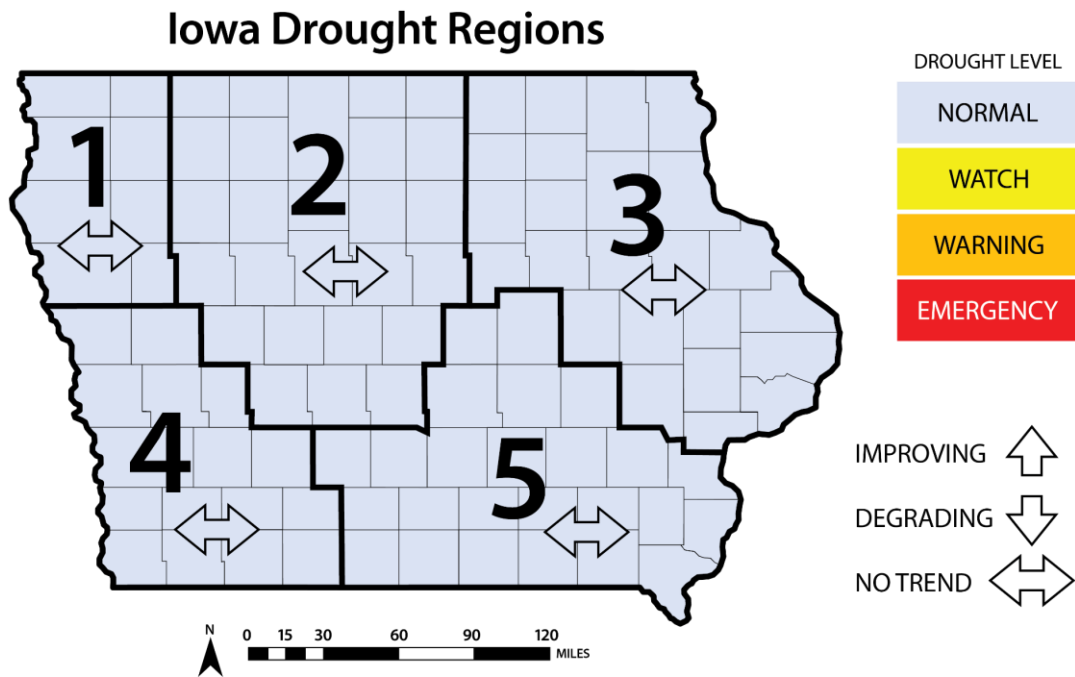 Iowa Drought Regions
DROUGHT LEVEL
NORMAL
WATCH
WARNING
EMERGENCY
1
2
3
4
5
IMPROVING
DEGRADING
NO TREND
N
0 15 30 60 90 120
MILES